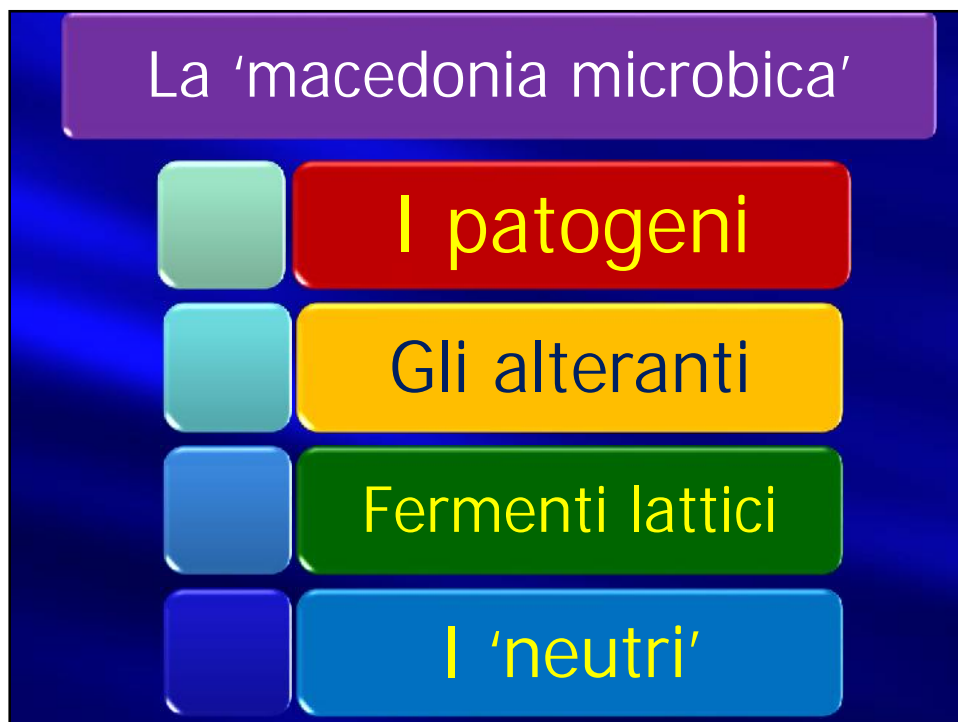 La ‘macedonia microbica’
I patogeni
Gli alteranti
Fermenti lattici
I ‘neutri’